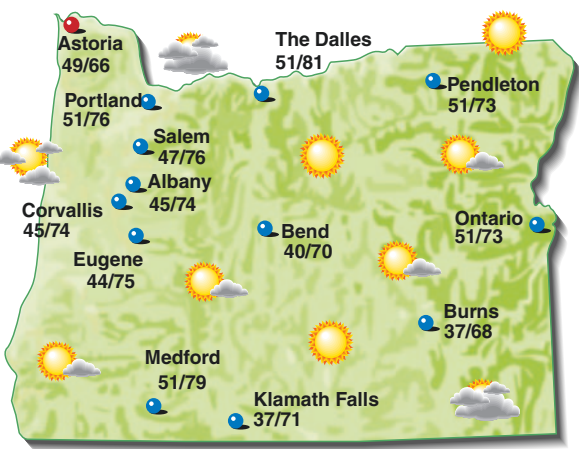 Astoria
49/66
The Dalles
51/81
Pendleton
51/73
Portland
51/76
Salem
47/76
Albany
45/74
Corvallis
45/74
Ontario
51/73
Bend
40/70
Eugene
44/75
Burns
37/68
Medford
51/79
Klamath Falls
37/71